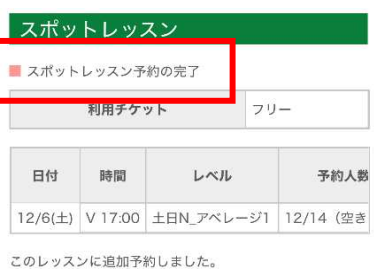 スポットレッスン
スポットレッスン予約の完了
利用チケット フリー
日付 時間 レベル 予約人数
12/6(土) V 17:00 土日N_アベレージ1 12/14（空き
このレッスンに追加予約しました。